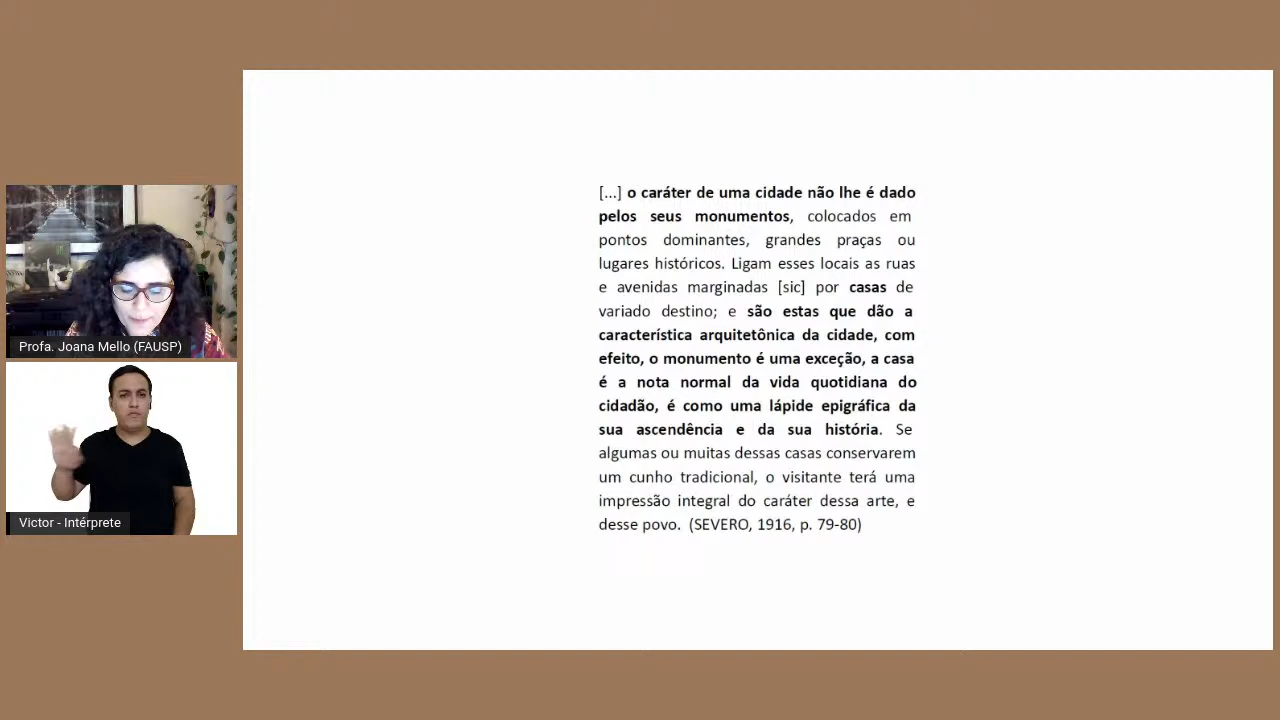 [...] o caráter de uma cidade não lhe é dado
pelos seus monumentos, colocados em
pontos dominantes, grandes praças ou
lugares históricos. Ligam esses locais as ruas
e avenidas marginadas [sic] por casas de
variado destino; e são estas que dão a
característica arquitetônica da cidade, com
efeito, o monumento é uma exceção, a casa
é a nota normal da vida quotidiana do
cidadão, é como uma lápide epigráfica da
sua ascendência e da sua história. Se
algumas ou muitas dessas casas conservarem
um cunho tradicional, o visitante terá uma
impressão integral do caráter dessa arte, e
desse povo. (SEVERO, 1916, p. 79-80)
Profa. Joana Mello (FAUSP)
Victor - Intérprete